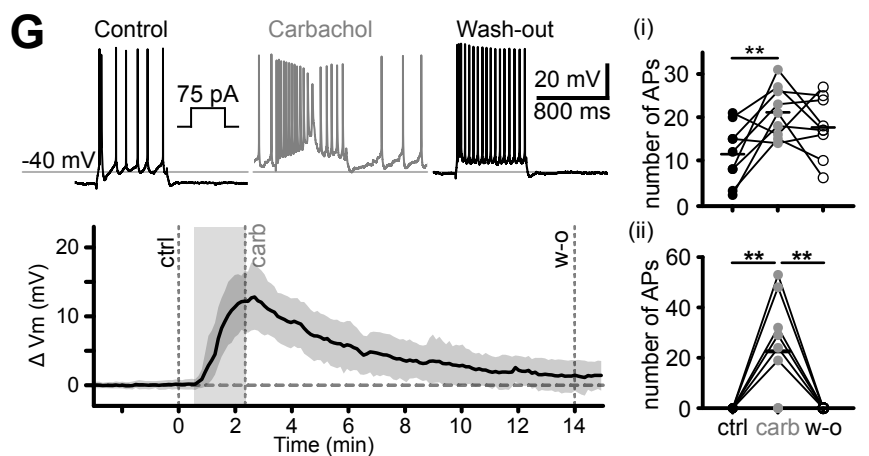 G
Control
Carbachol
Wash-out
75 pA
20 mV
800 ms
-40 mV
(i)
**
number of APs
30
20
10
0
ctrl
carb
w-o
Δ Vm (mV)
20
10
0
0 2 4 6 8 10 12 14
Time (min)
(ii)
** **
number of APs
60
40
20
0
ctrl carb w-o